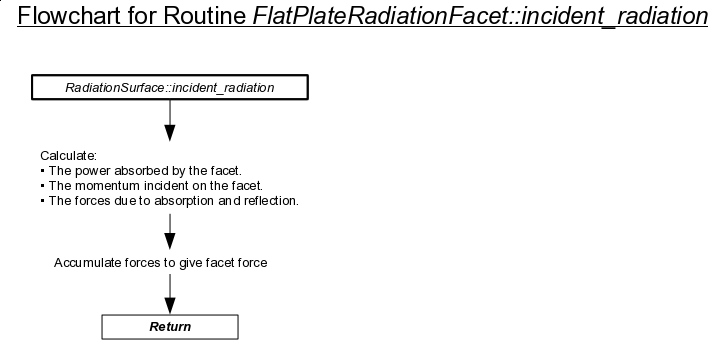 Flowchart for Routine FlatPlateRadiationFacet::incident_radiation
RadiationSurface::incident_radiation
Calculate:
▪ The power absorbed by the facet.
▪ The momentum incident on the facet.
▪ The forces due to absorption and reflection.
Accumulate forces to give facet force
Return